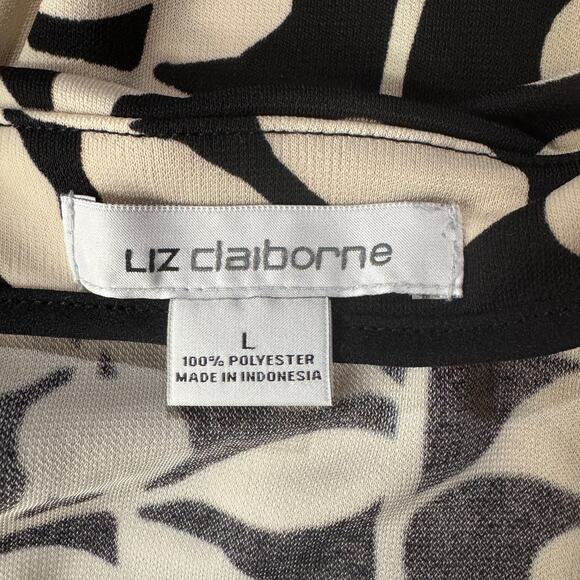 LIZ claiborne
L
100% POLYESTER
MADE IN INDONESIA